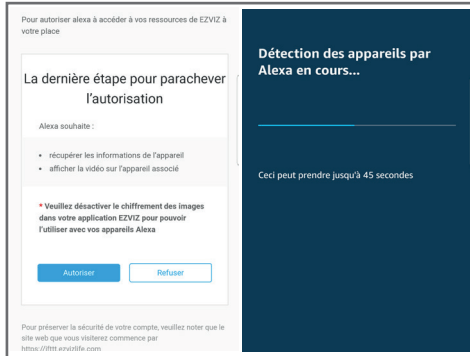 Pour autoriser alexa à accéder à vos ressources de EZVIZ à
votre place
La dernière étape pour parachever
l'autorisation
Alexa souhaite :
• récupérer les informations de l'appareil
• afficher la vidéo sur l'appareil associé
* Veuillez désactiver le chiffrement des images
dans votre application EZVIZ pour pouvoir
l'utiliser avec vos appareils Alexa
Autoriser
Refuser
Pour préserver la sécurité de votre compte, veuillez noter que le
site web que vous visiterez commence par
https://ifttt.ezvizlife.com
Détection des appareils par
Alexa en cours...
Ceci peut prendre jusqu'à 45 secondes